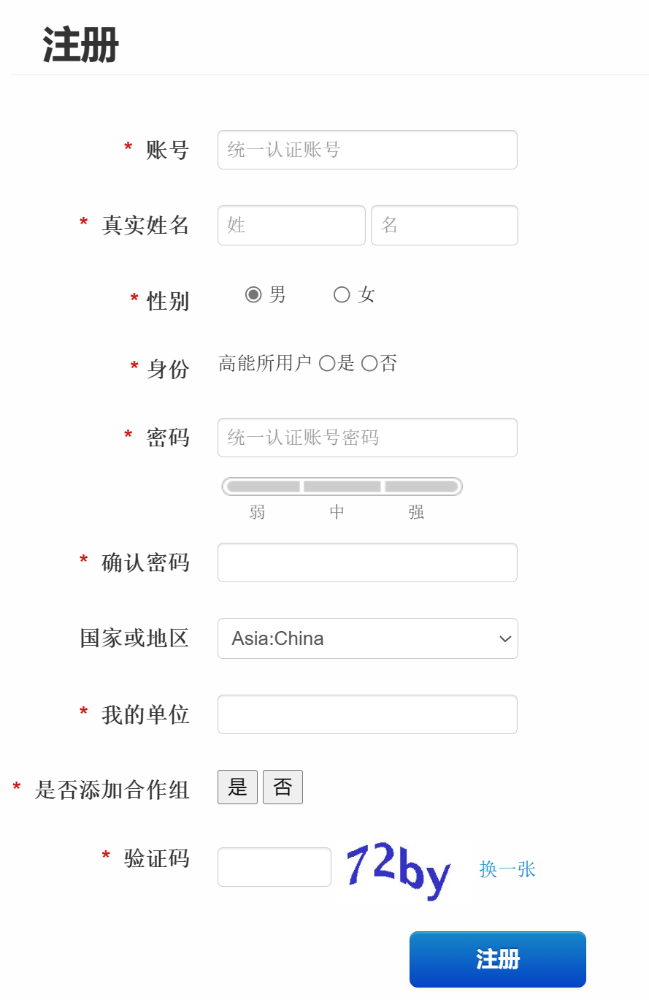 注册
* 账号 统一认证账号
* 真实姓名 姓 名
* 性别 男 女
* 身份 高能所用户 是 否
* 密码 统一认证账号密码
弱 中 强
* 确认密码
国家或地区 Asia:China
* 我的单位
* 是否添加合作组 是 否
* 验证码 72by 换一张
注册